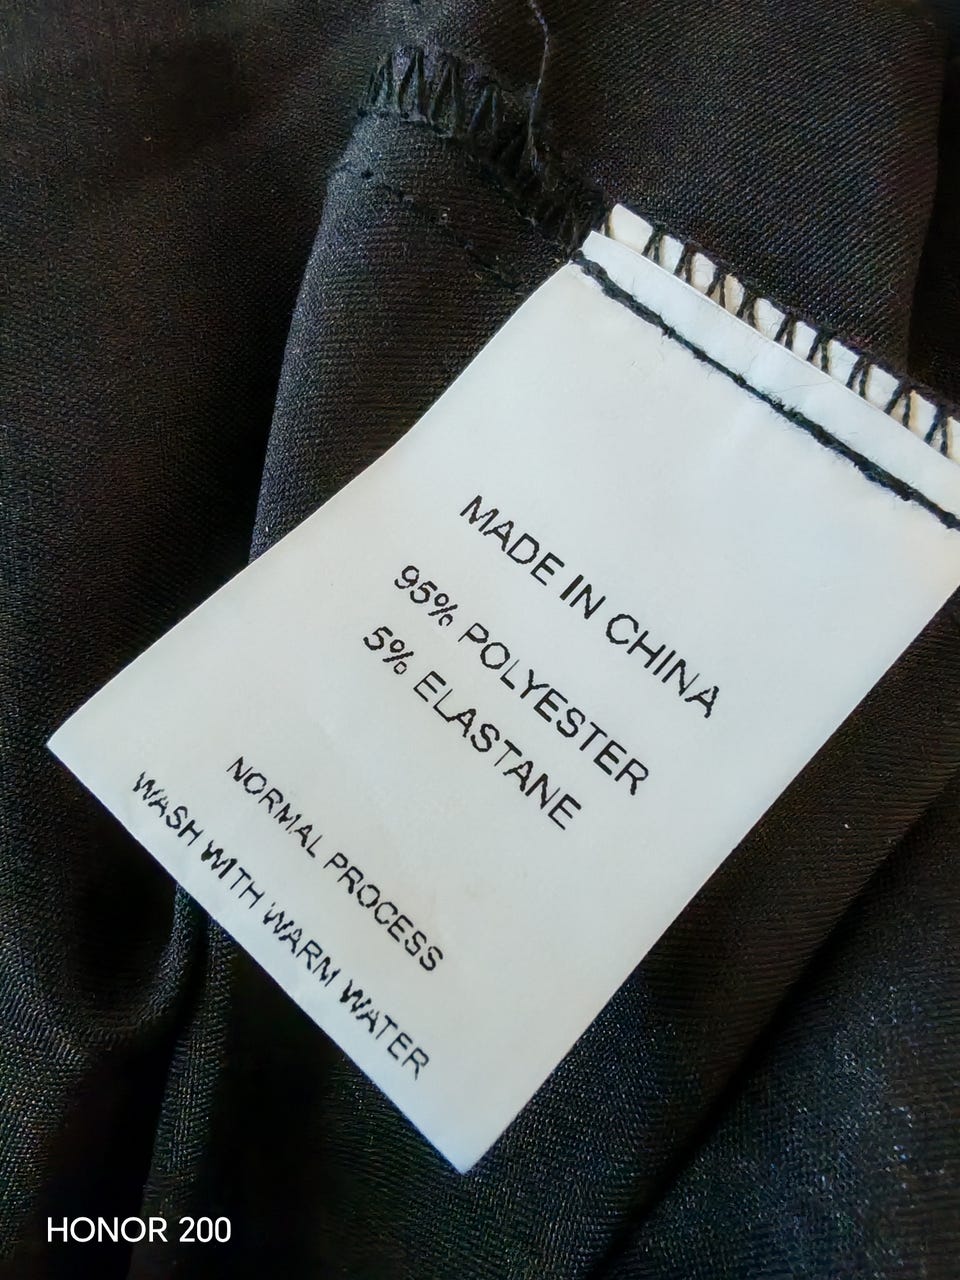 MADE IN CHINA
95% POLYESTER
5% ELASTANE
NORMAL PROCESS
WASH WITH WARM WATER
HONOR 200